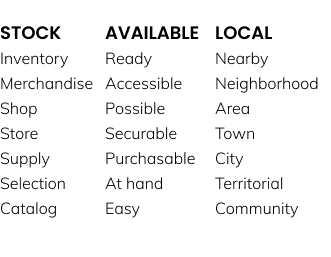 STOCK AVAILABLE LOCAL
Inventory Ready Nearby
Merchandise Accessible Neighborhood
Shop Possible Area
Store Securable Town
Supply Purchasable City
Selection At hand Territorial
Catalog Easy Community